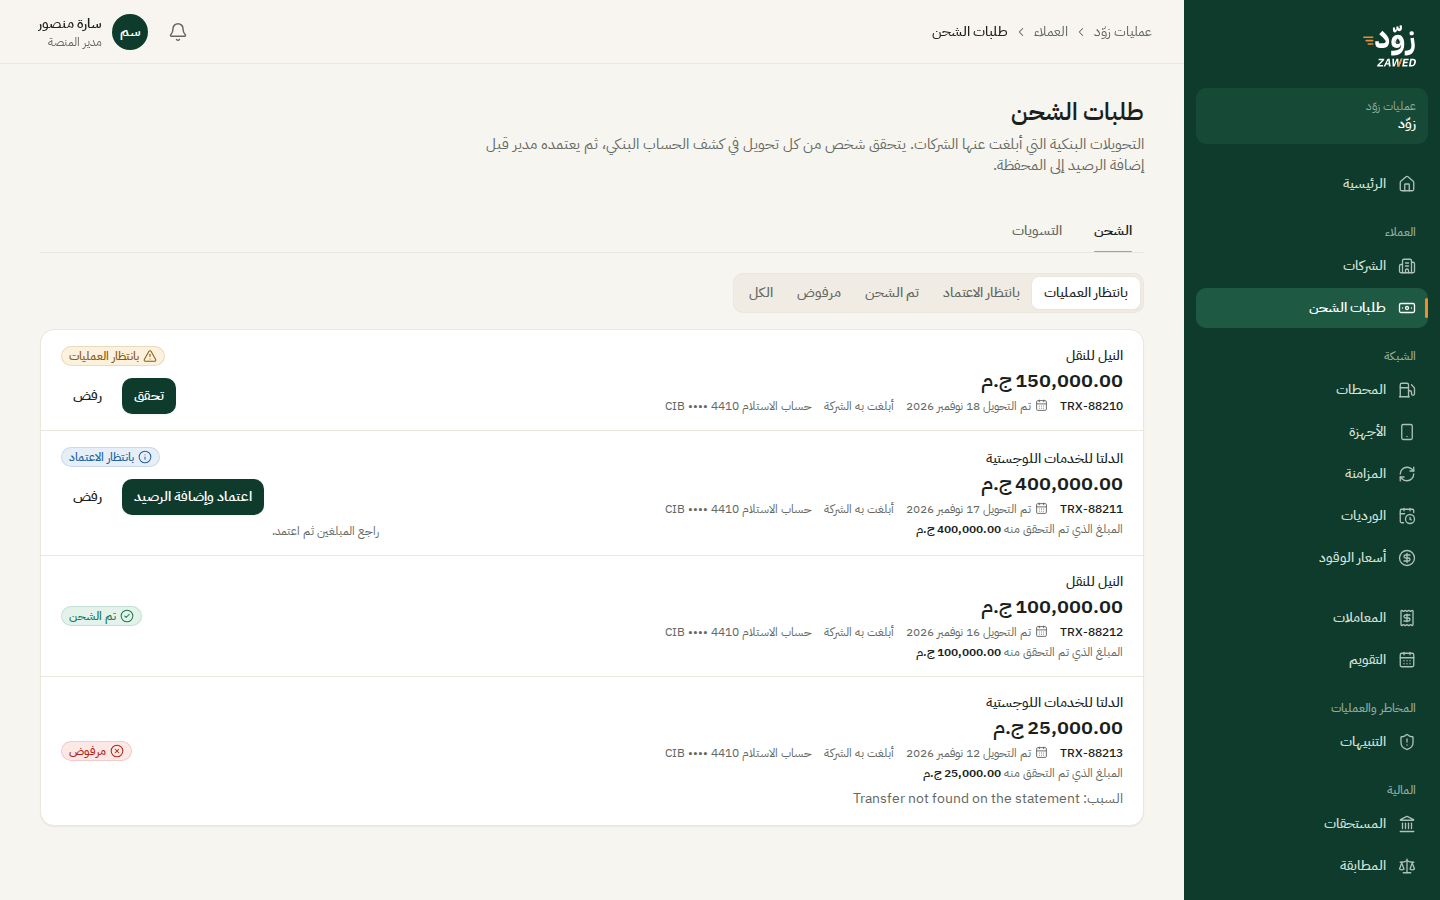 زوّد
ZAWED
عمليات زوّد
زوّد
الرئيسية
العملاء
الشركات
طلبات الشحن
الشبكة
المحطات
الأجهزة
المزامنة
الورديات
أسعار الوقود
المعاملات
التقويم
المخاطر والعمليات
التنبيهات
المالية
المستحقات
المطابقة
عمليات زوّد
العملاء
طلبات الشحن
سم
سارة منصور
مدير المنصة
طلبات الشحن
التحويلات البنكية التي أبلغت عنها الشركات. يتحقق شخص من كل تحويل في كشف الحساب البنكي، ثم يعتمده مدير قبل
إضافة الرصيد إلى المحفظة.
الشحن
التسويات
بانتظار العمليات
بانتظار الاعتماد
تم الشحن
مرفوض
الكل
النيل للنقل
150,000.00 ج.م
TRX-88210 تم التحويل 18 نوفمبر 2026 أبلغت به الشركة حساب الاستلام CIB •••• 4410
بانتظار العمليات
تحقق
رفض
الدلتا للخدمات اللوجستية
400,000.00 ج.م
TRX-88211 تم التحويل 17 نوفمبر 2026 أبلغت به الشركة حساب الاستلام CIB •••• 4410
المبلغ الذي تم التحقق منه 400,000.00 ج.م
بانتظار الاعتماد
اعتماد وإضافة الرصيد
رفض
راجع المبلغين ثم اعتمد.
النيل للنقل
100,000.00 ج.م
TRX-88212 تم التحويل 16 نوفمبر 2026 أبلغت به الشركة حساب الاستلام CIB •••• 4410
المبلغ الذي تم التحقق منه 100,000.00 ج.م
تم الشحن
الدلتا للخدمات اللوجستية
25,000.00 ج.م
TRX-88213 تم التحويل 12 نوفمبر 2026 أبلغت به الشركة حساب الاستلام CIB •••• 4410
المبلغ الذي تم التحقق منه 25,000.00 ج.م
السبب: Transfer not found on the statement
مرفوض